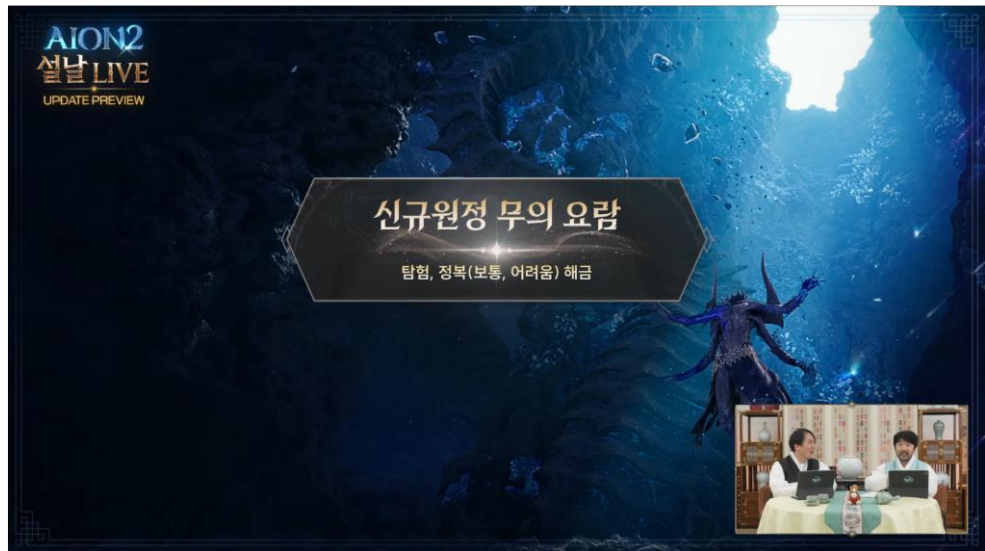 AION2
설날 LIVE
UPDATE PREVIEW
신규원정 무의 요람
탐험, 정복(보통, 어려움) 해금